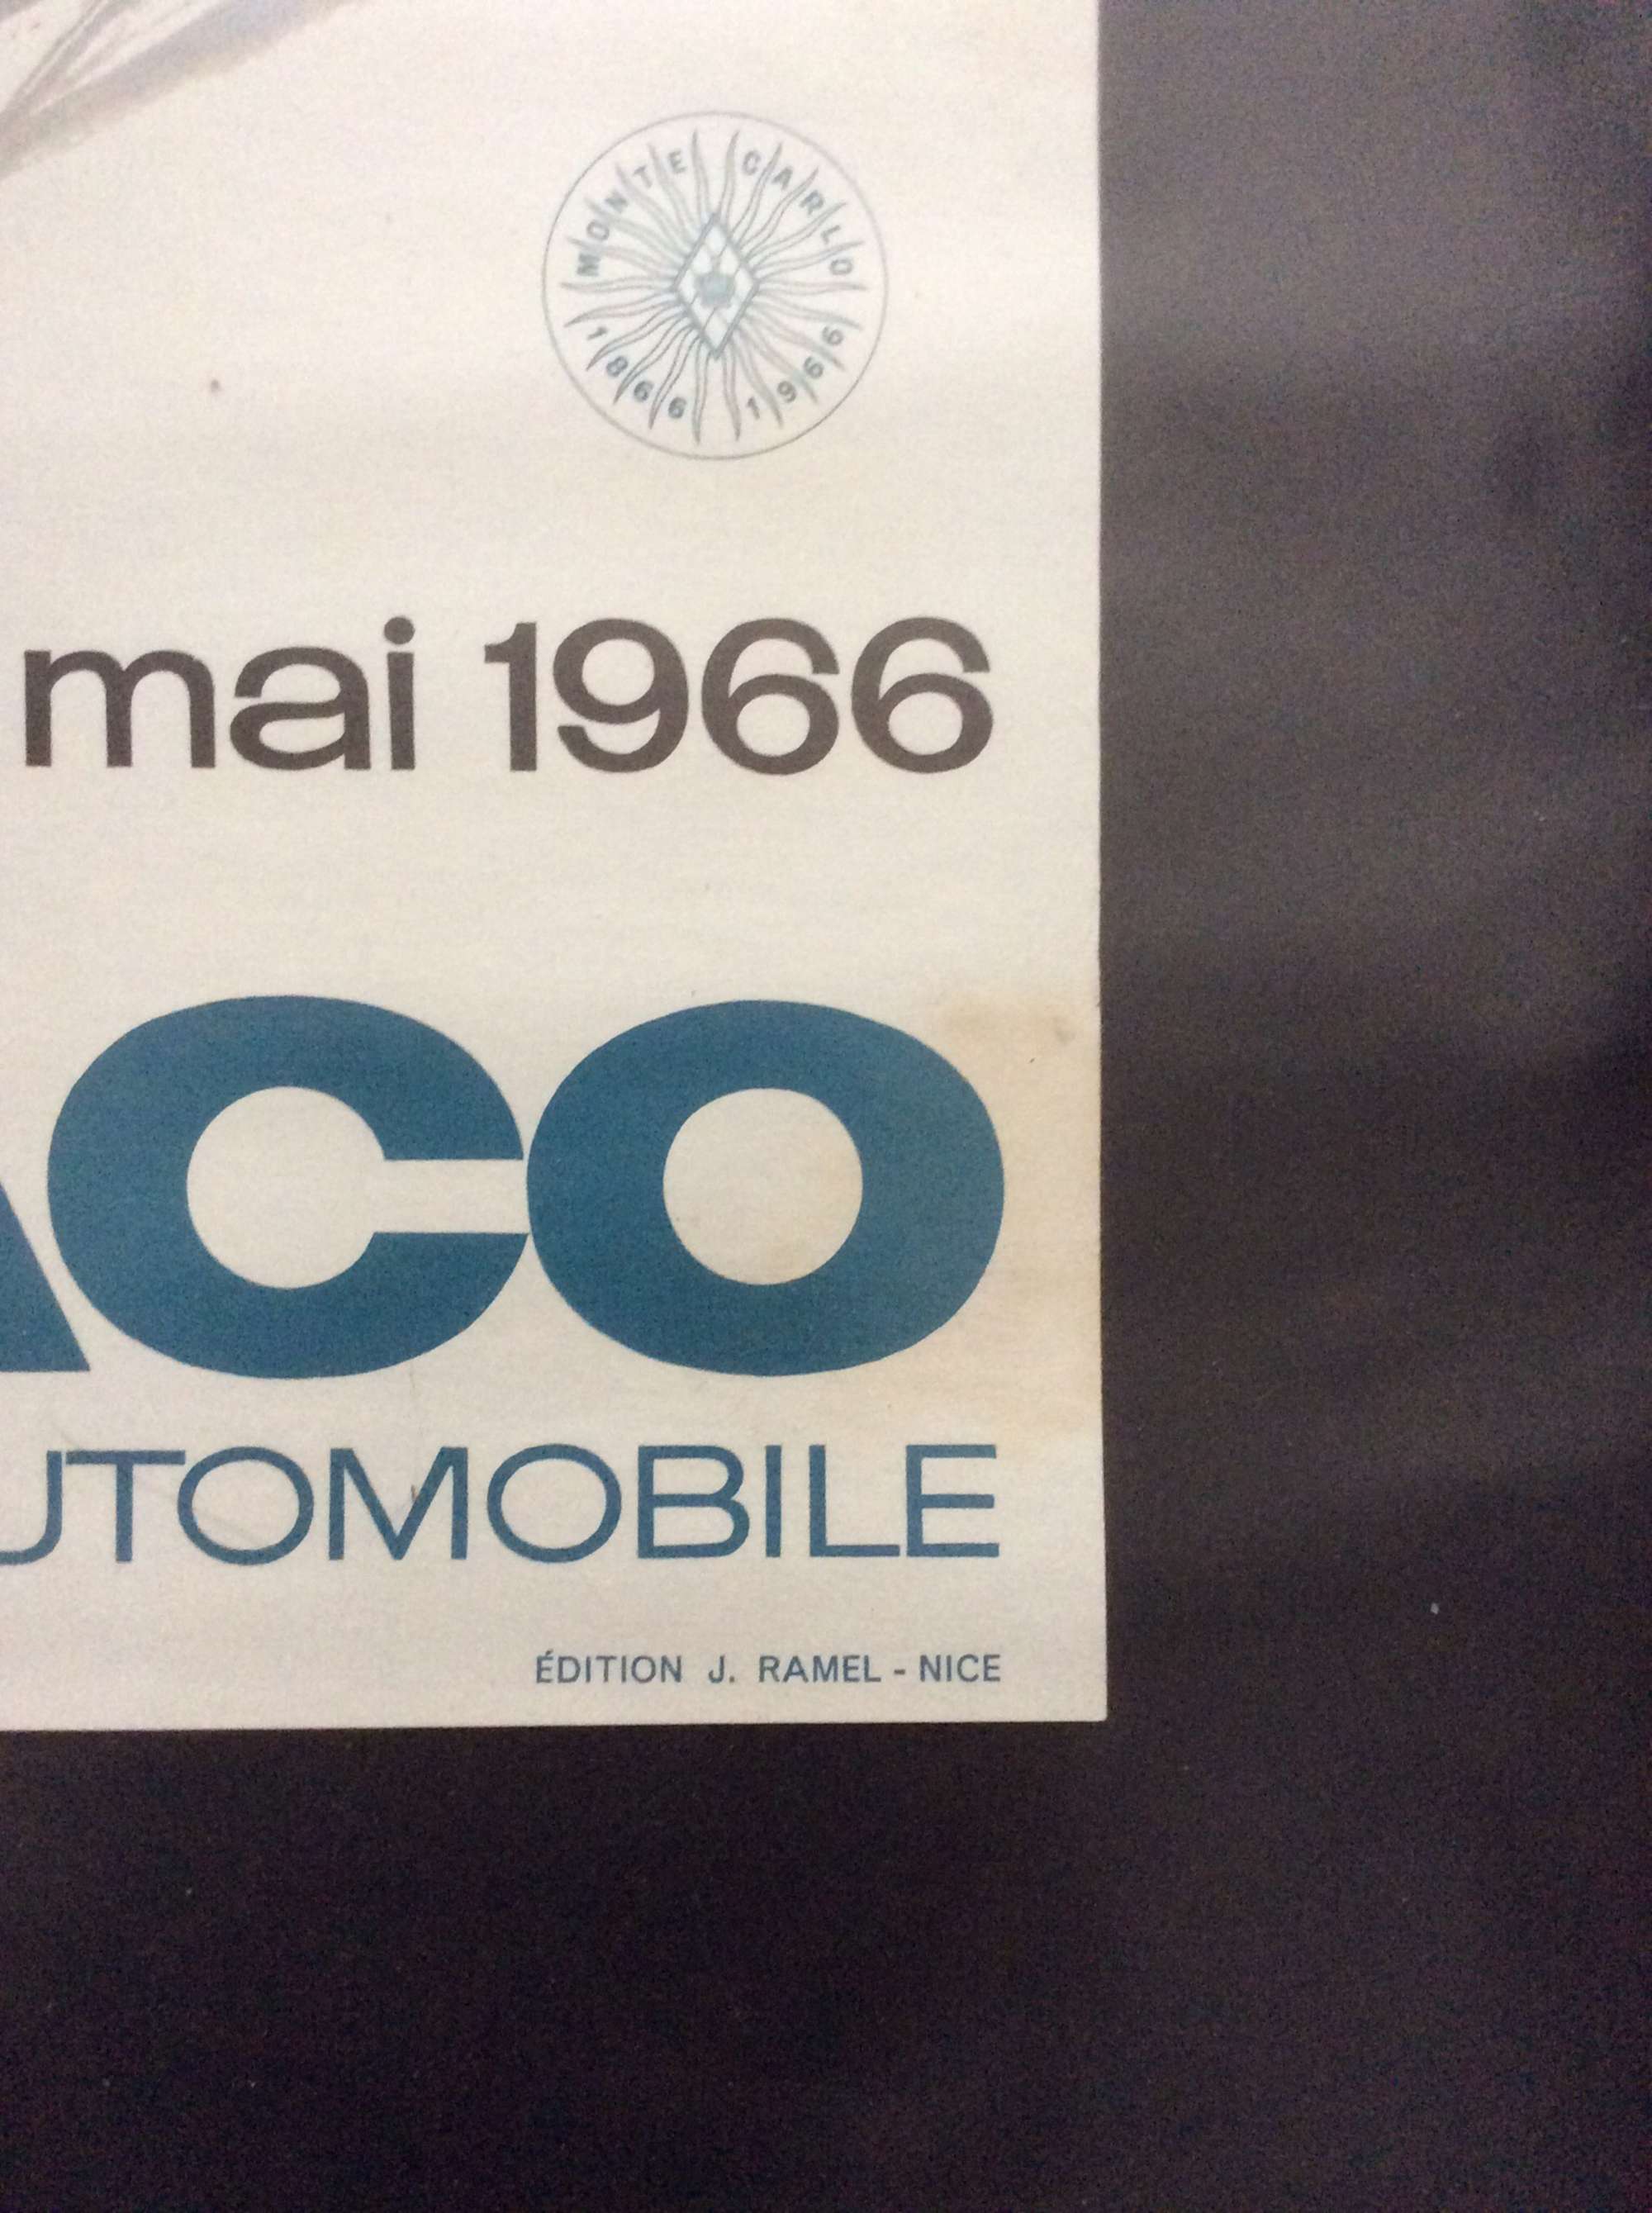 MONTE CARLO
1866 1966
mai 1966
ACO
UTOMOBILE
ÉDITION J. RAMEL - NICE